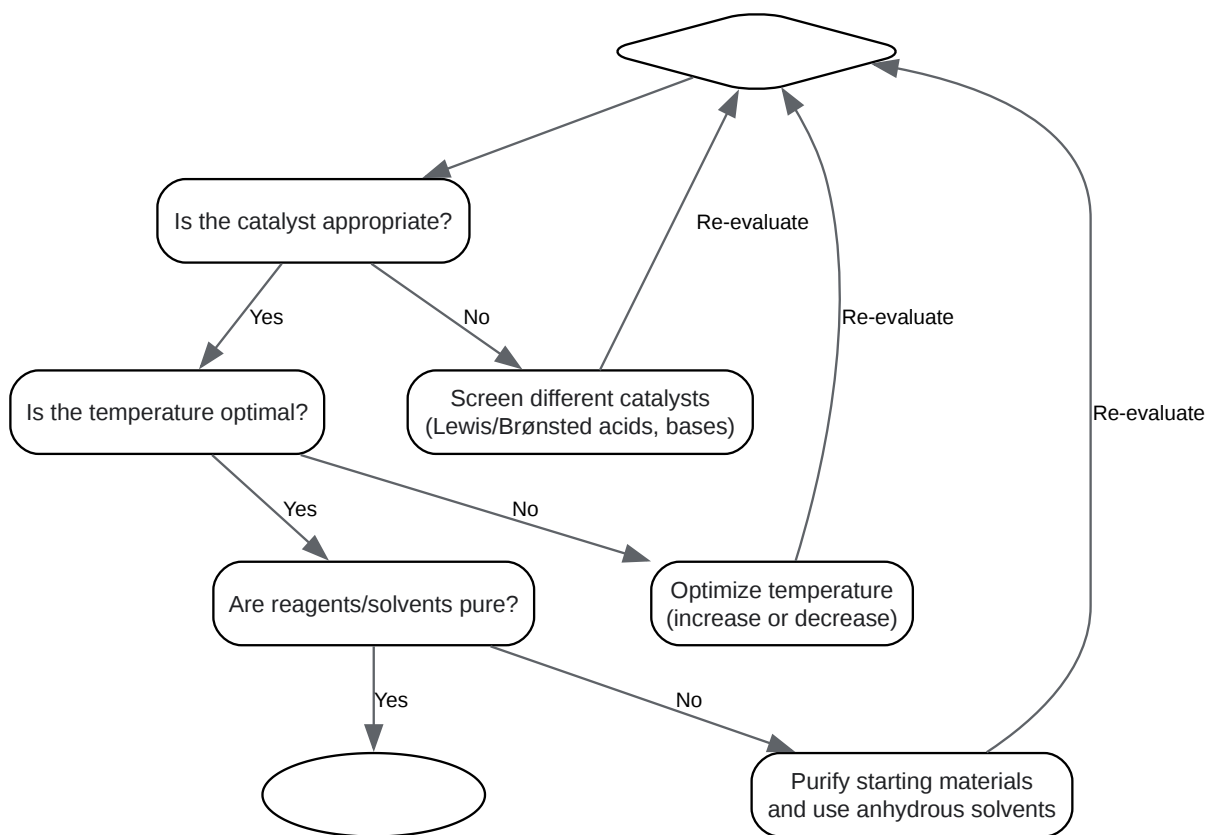 Is the catalyst appropriate?
Re-evaluate
Yes
No
Re-evaluate
Is the temperature optimal?
Screen different catalysts
(Lewis/Brønsted acids, bases)
Re-evaluate
Yes
No
Are reagents/solvents pure?
Optimize temperature
(increase or decrease)
Yes
No
Purify starting materials
and use anhydrous solvents